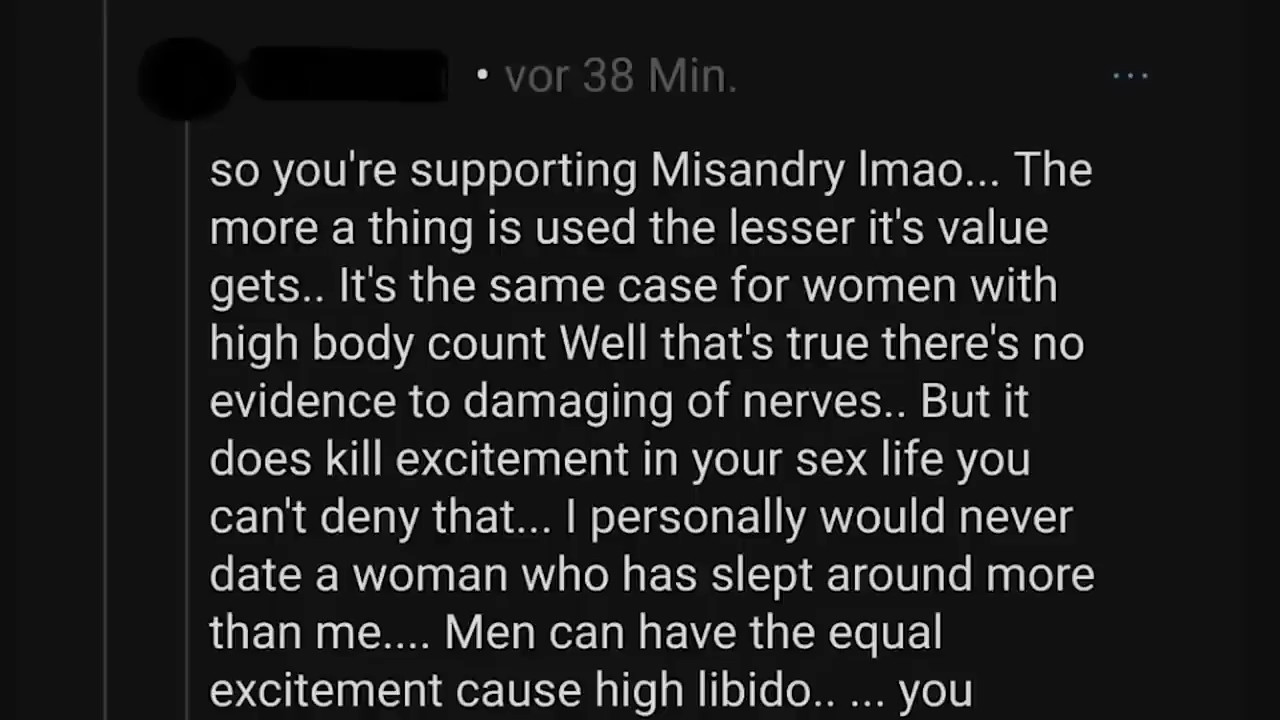 • vor 38 Min. ...
so you're supporting Misandry lmao... The
more a thing is used the lesser it's value
gets.. It's the same case for women with
high body count Well that's true there's no
evidence to damaging of nerves.. But it
does kill excitement in your sex life you
can't deny that... I personally would never
date a woman who has slept around more
than me.... Men can have the equal
excitement cause high libido.. ... you